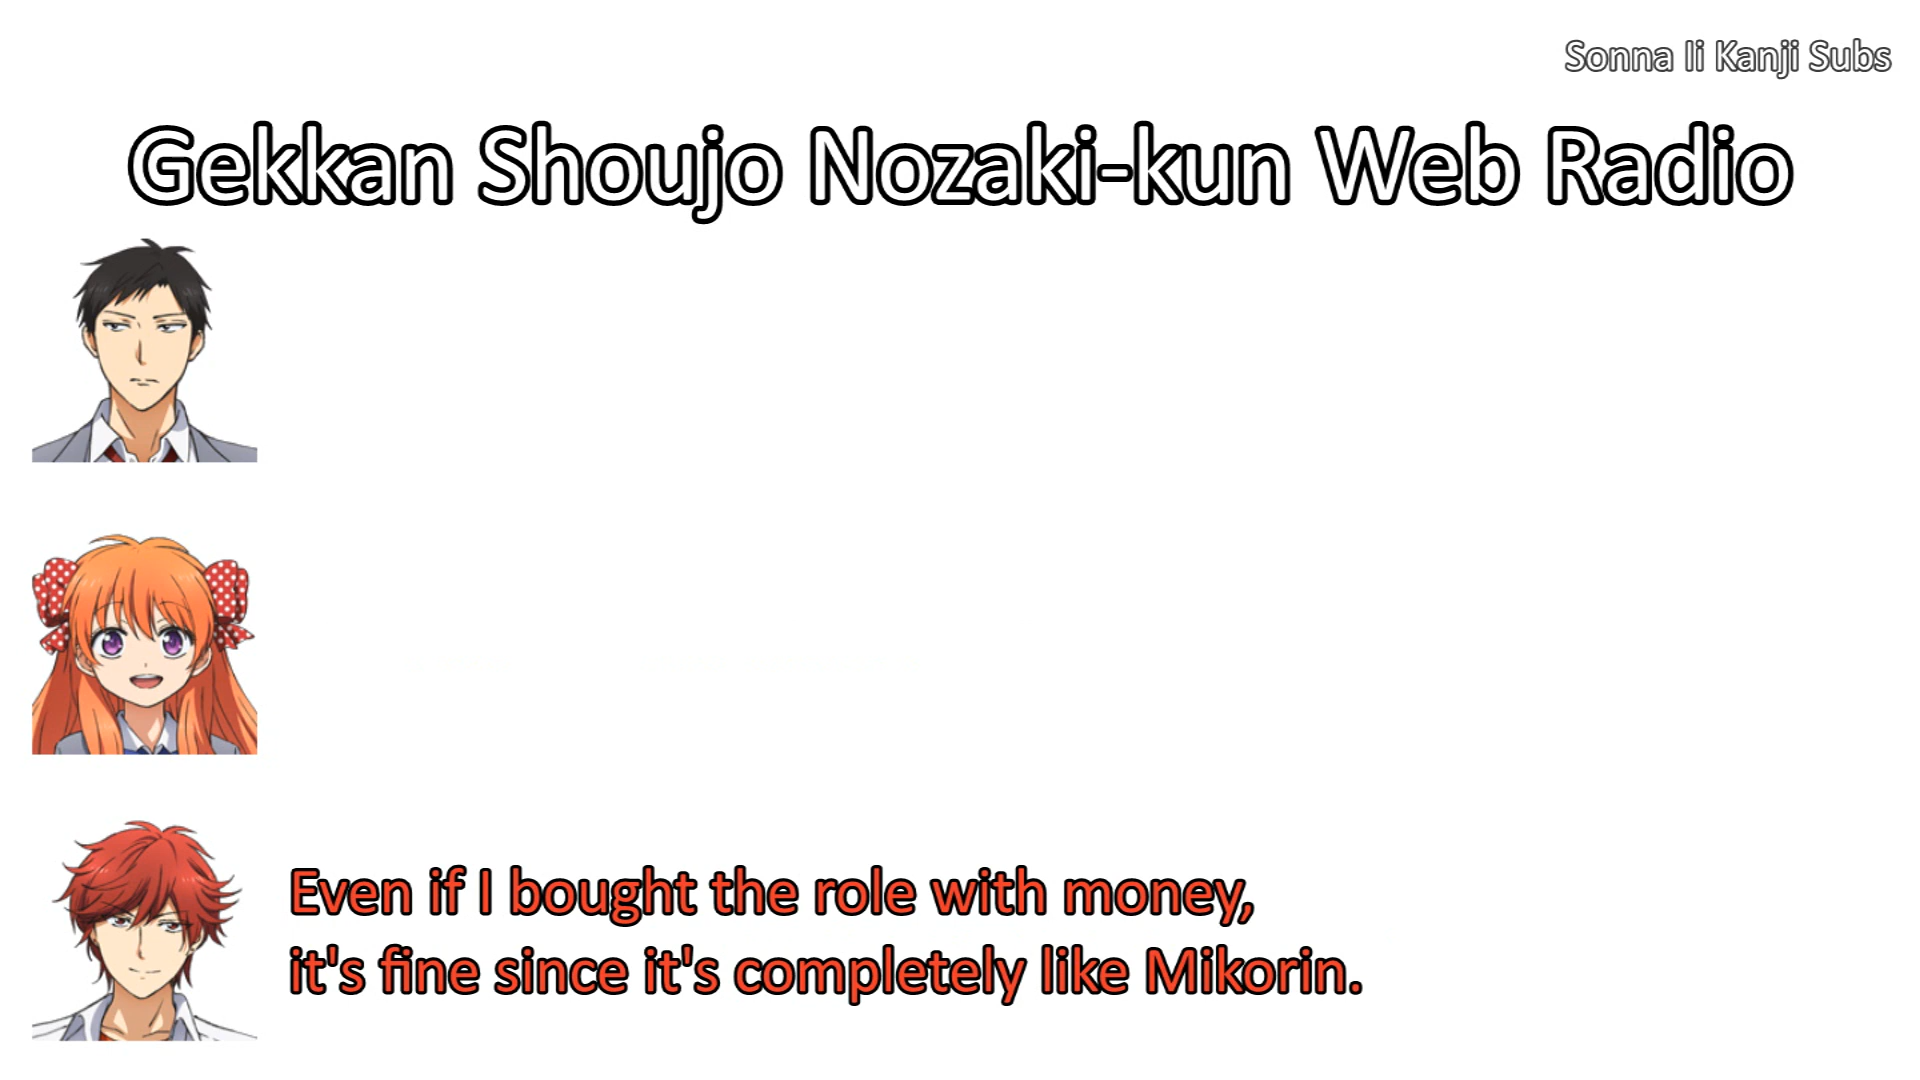 Sonna Ii Kanji Subs
Gekkan Shoujo Nozaki-kun Web Radio
Even if I bought the role with money,
it's fine since it's completely like Mikorin.